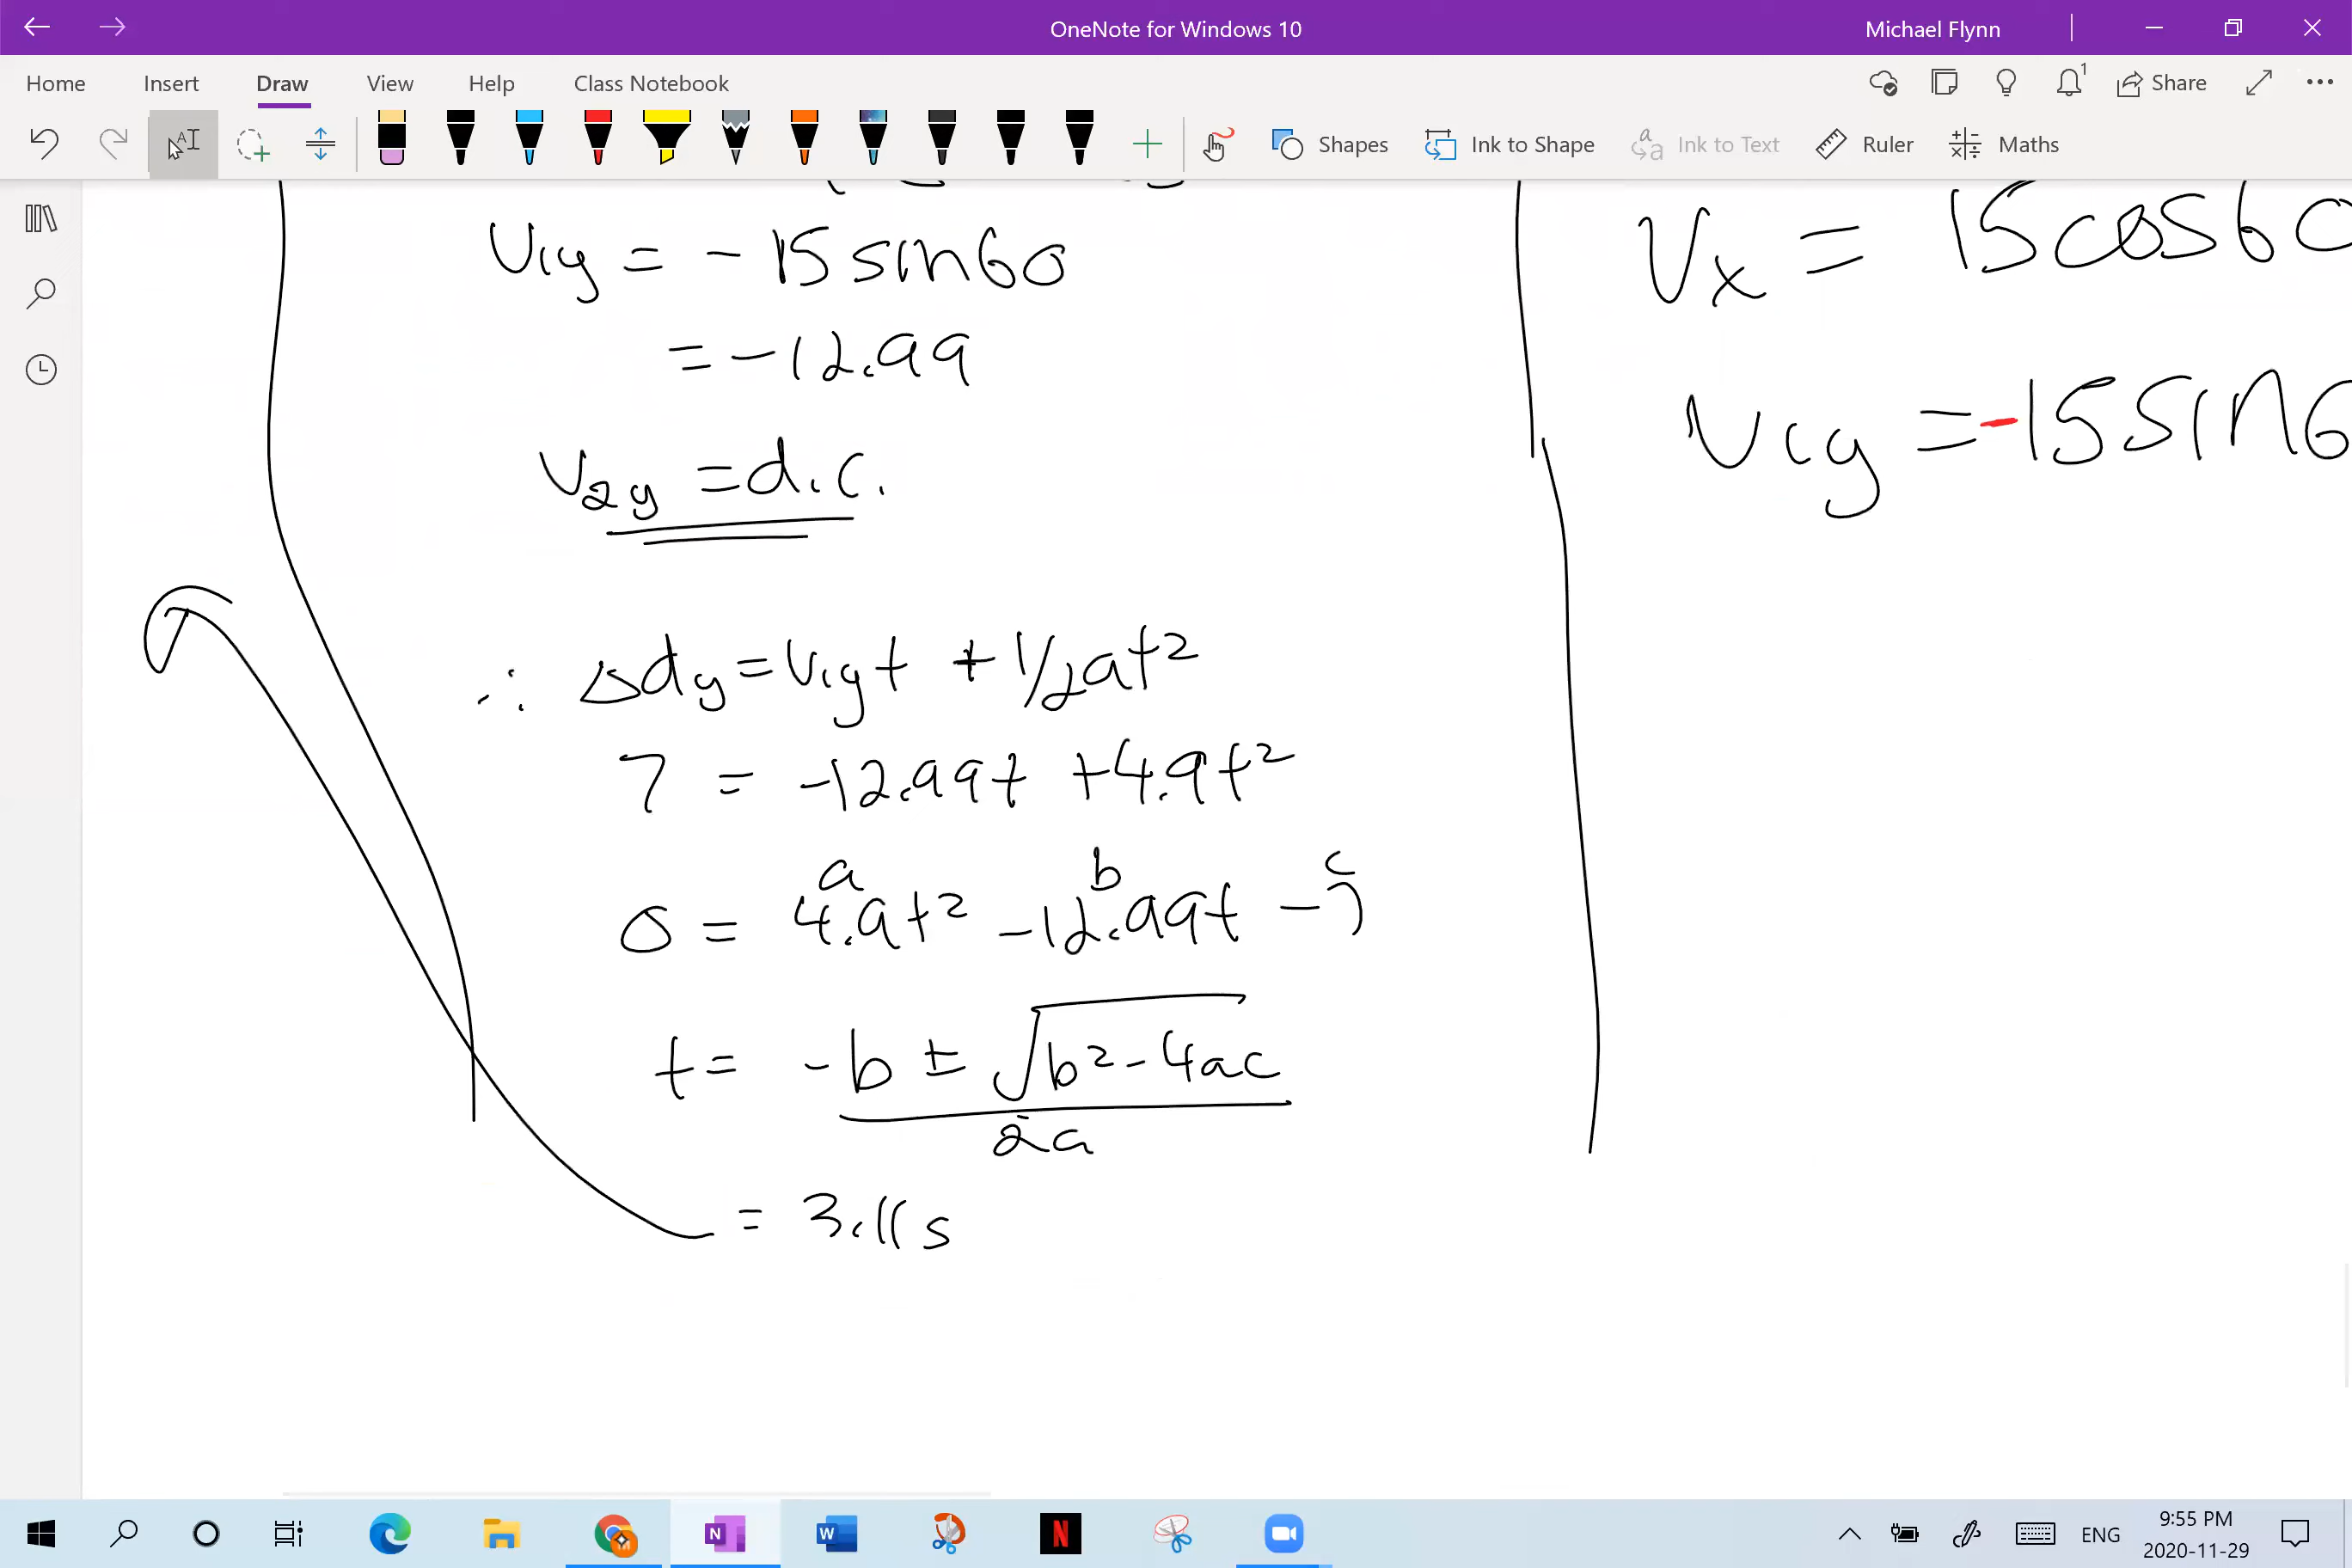 OneNote for Windows 10
Michael Flynn
Home Insert Draw View Help Class Notebook
1 Share
Shapes Ink to Shape Ink to Text Ruler Maths
V1y = -15sin60
= -12.99
V2y = d.c.
∴ Δdy = V1yt + 1/2at²
7 = -12.99t + 4.9t²
a b c
0 = 4.9t² - 12.99t - 7
t = -b ± √b² - 4ac
2a
= 3.11s
Vx = 15cos60
V1y = -15sin6
ENG
9:55 PM
2020-11-29